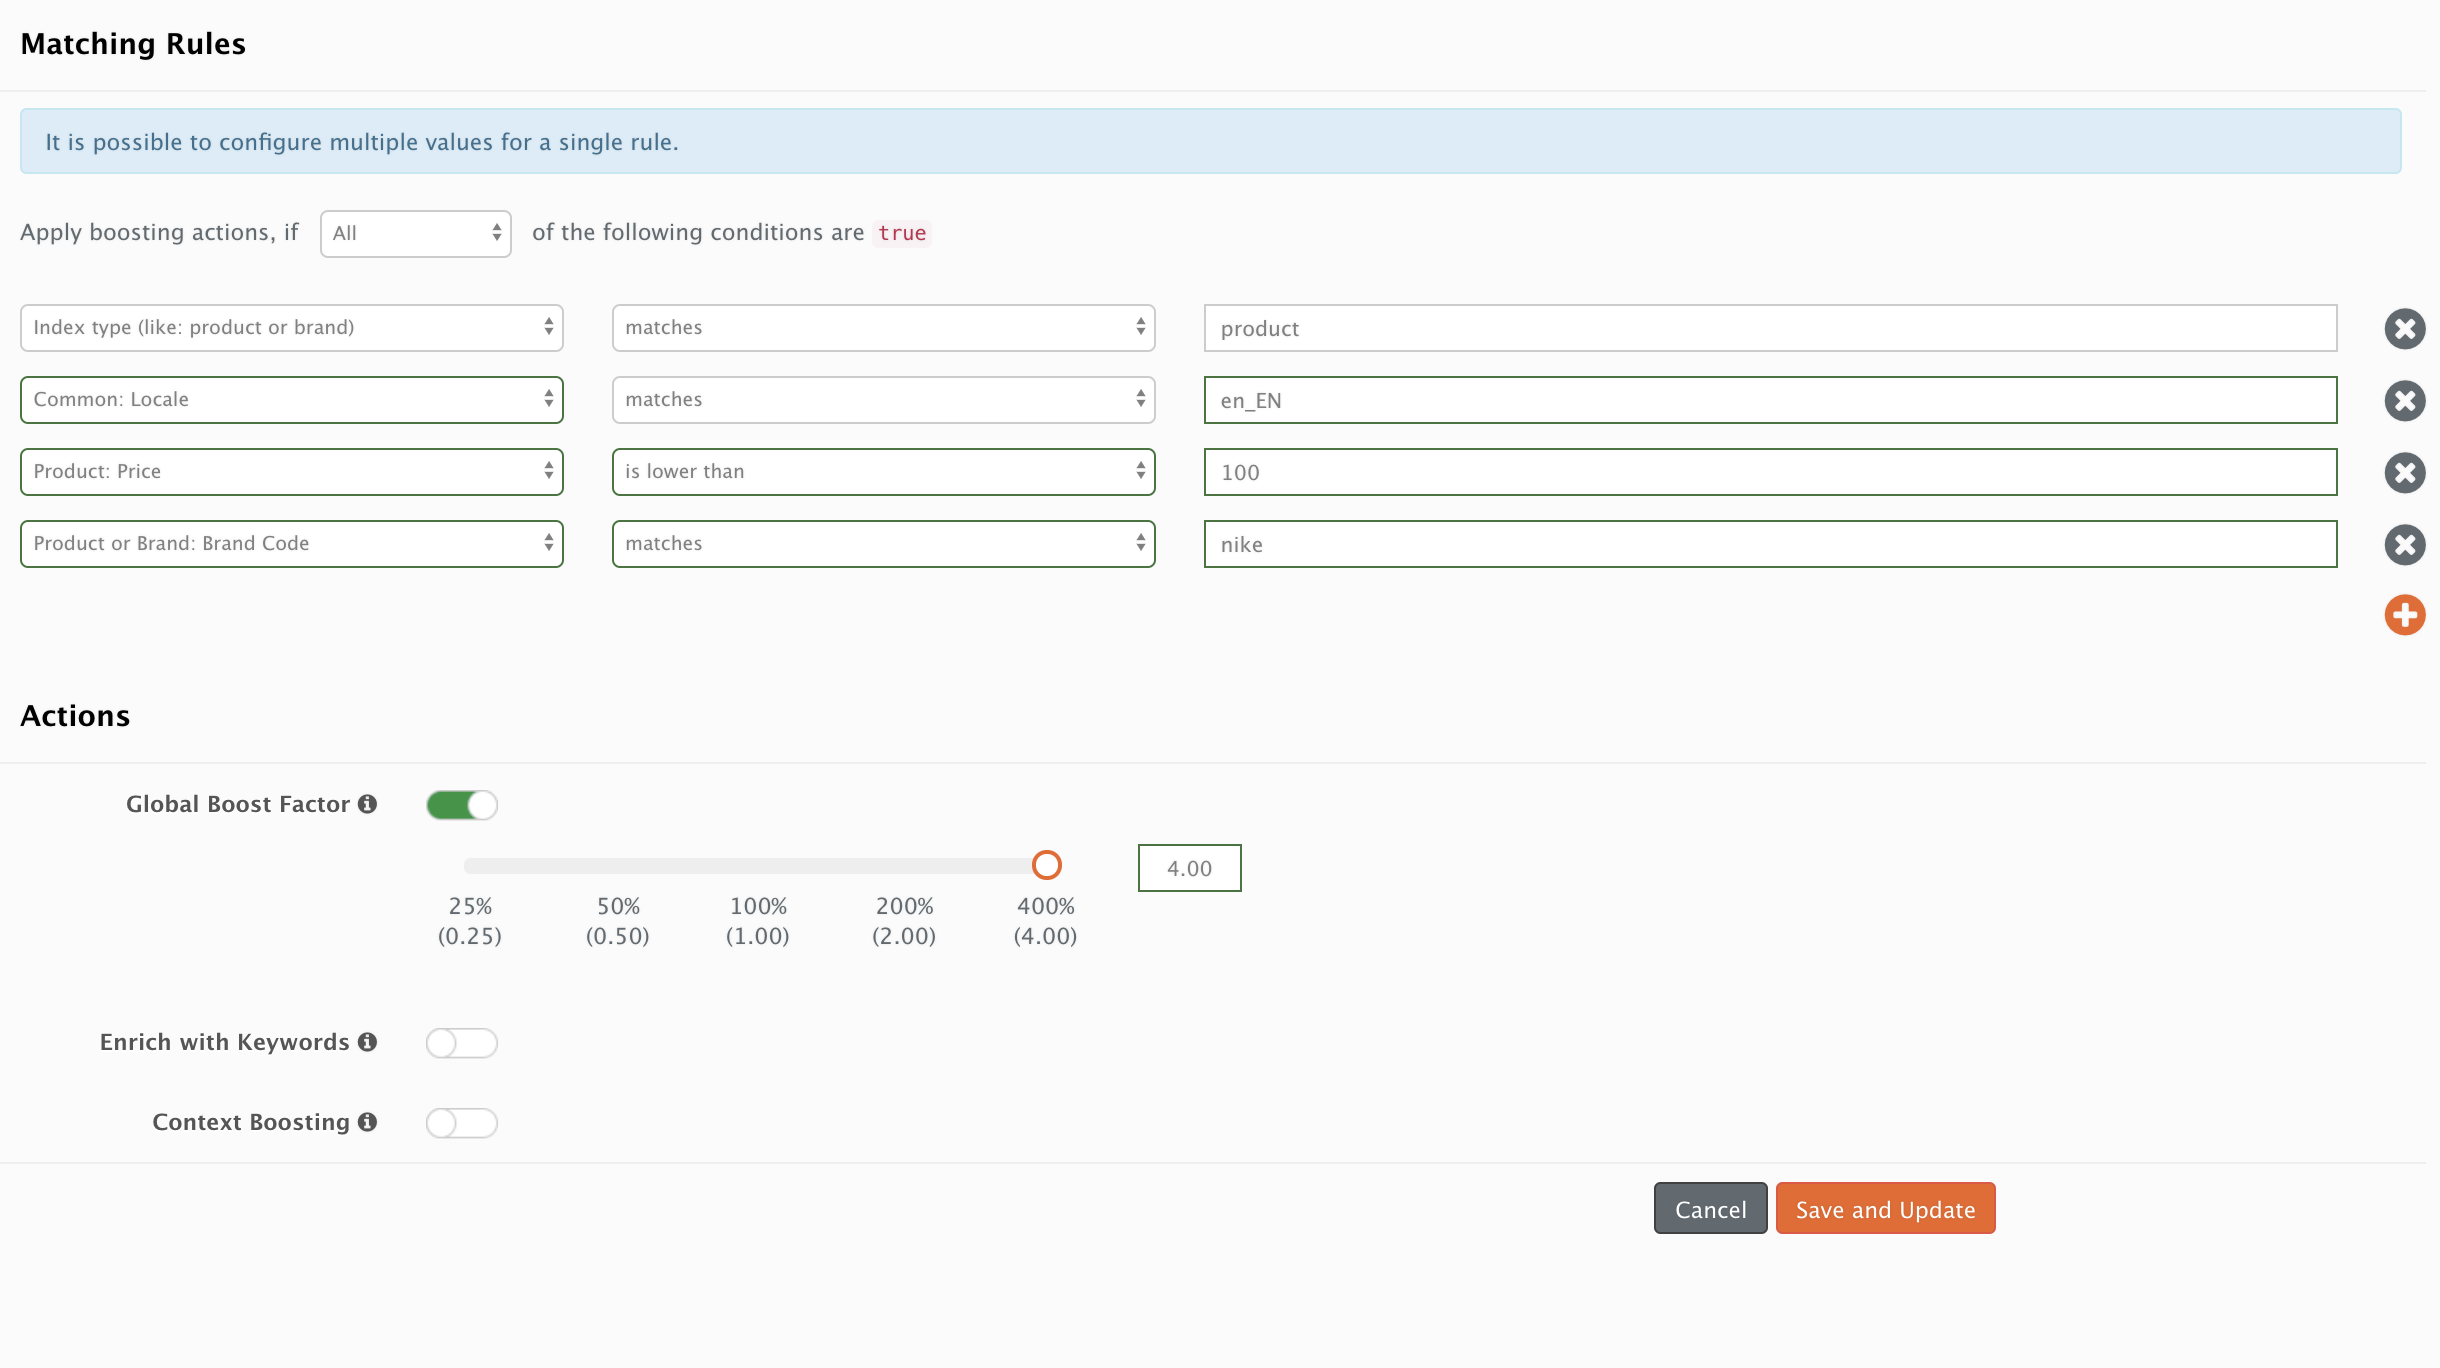 Matching Rules
It is possible to configure multiple values for a single rule.
Apply boosting actions, if All of the following conditions are true
Index type (like: product or brand) matches product
Common: Locale matches en_EN
Product: Price is lower than 100
Product or Brand: Brand Code matches nike
Actions
Global Boost Factor
4.00
25% 50% 100% 200% 400%
(0.25) (0.50) (1.00) (2.00) (4.00)
Enrich with Keywords
Context Boosting
Cancel Save and Update